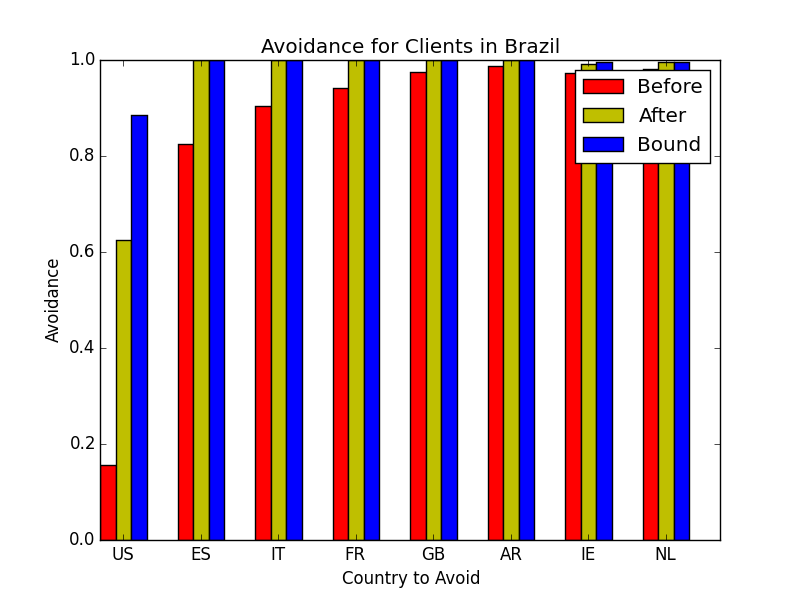 Avoidance for Clients in Brazil
1.0
0.8
0.6
0.4
0.2
0.0
Avoidance
Before
After
Bound
US ES IT FR GB AR IE NL
Country to Avoid